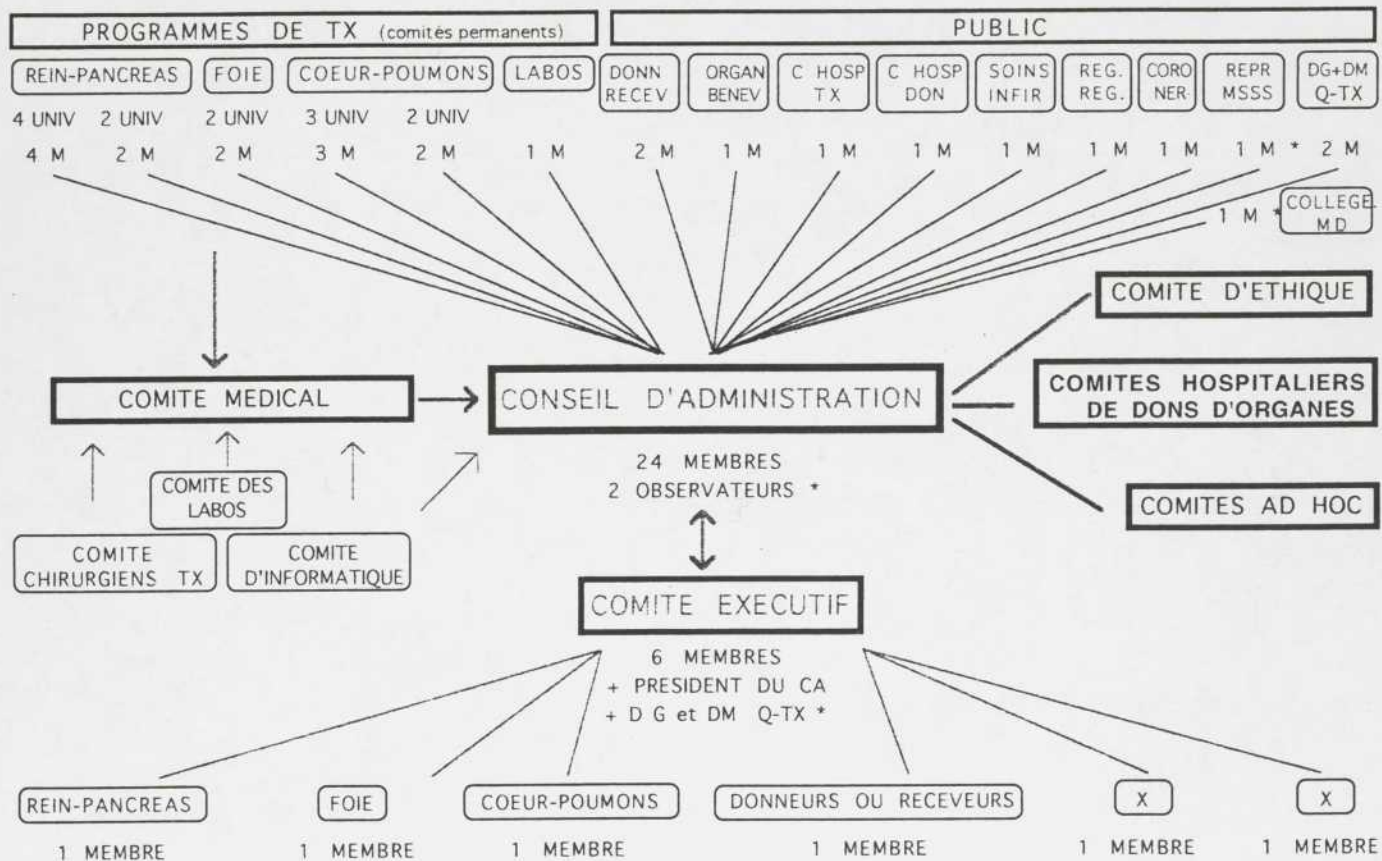 PROGRAMMES DE TX (comités permanents)
PUBLIC
REIN-PANCREAS
FOIE
COEUR-POUMONS
LABOS
DONN
RECEV
ORGAN
BENEV
C HOSP
TX
C HOSP
DON
SOINS
INFIR
REG.
REG.
CORO
NER
REPR
MSSS
DG+DM
Q-TX
4 UNIV 2 UNIV 2 UNIV 3 UNIV 2 UNIV
4 M 2 M 2 M 3 M 2 M 1 M 2 M 1 M 1 M 1 M 1 M 1 M 1 M 1 M * 2 M
1 M *
COLLEGE
MD
COMITE D'ETHIQUE
COMITE MEDICAL
CONSEIL D'ADMINISTRATION
COMITES HOSPITALIERS
DE DONS D'ORGANES
24 MEMBRES
2 OBSERVATEURS *
COMITES AD HOC
COMITE DES
LABOS
COMITE
CHIRURGIENS TX
COMITE
D'INFORMATIQUE
COMITE EXECUTIF
6 MEMBRES
+ PRESIDENT DU CA
+ D G et DM Q-TX *
REIN-PANCREAS
FOIE
COEUR-POUMONS
DONNEURS OU RECEVEURS
X
X
1 MEMBRE 1 MEMBRE 1 MEMBRE 1 MEMBRE 1 MEMBRE 1 MEMBRE